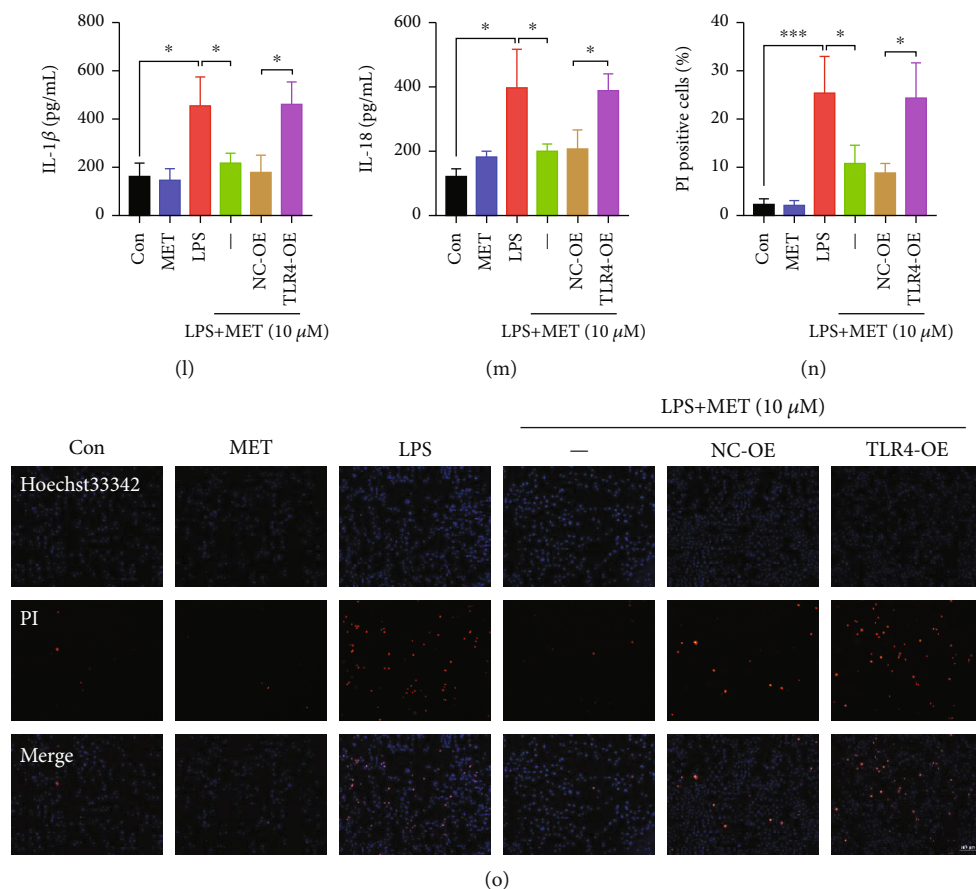 800
600
400
200
0
IL-1β (pg/mL)
* *
*
Con
MET
LPS
—
NC-OE
TLR4-OE
LPS+MET (10 μM)
(l)
600
400
200
0
IL-18 (pg/mL)
* *
*
Con
MET
LPS
—
NC-OE
TLR4-OE
LPS+MET (10 μM)
(m)
40
30
20
10
0
PI positive cells (%)
*** * *
Con
MET
LPS
—
NC-OE
TLR4-OE
LPS+MET (10 μM)
(n)
LPS+MET (10 μM)
Con MET LPS — NC-OE TLR4-OE
Hoechst33342
PI
Merge
(o)